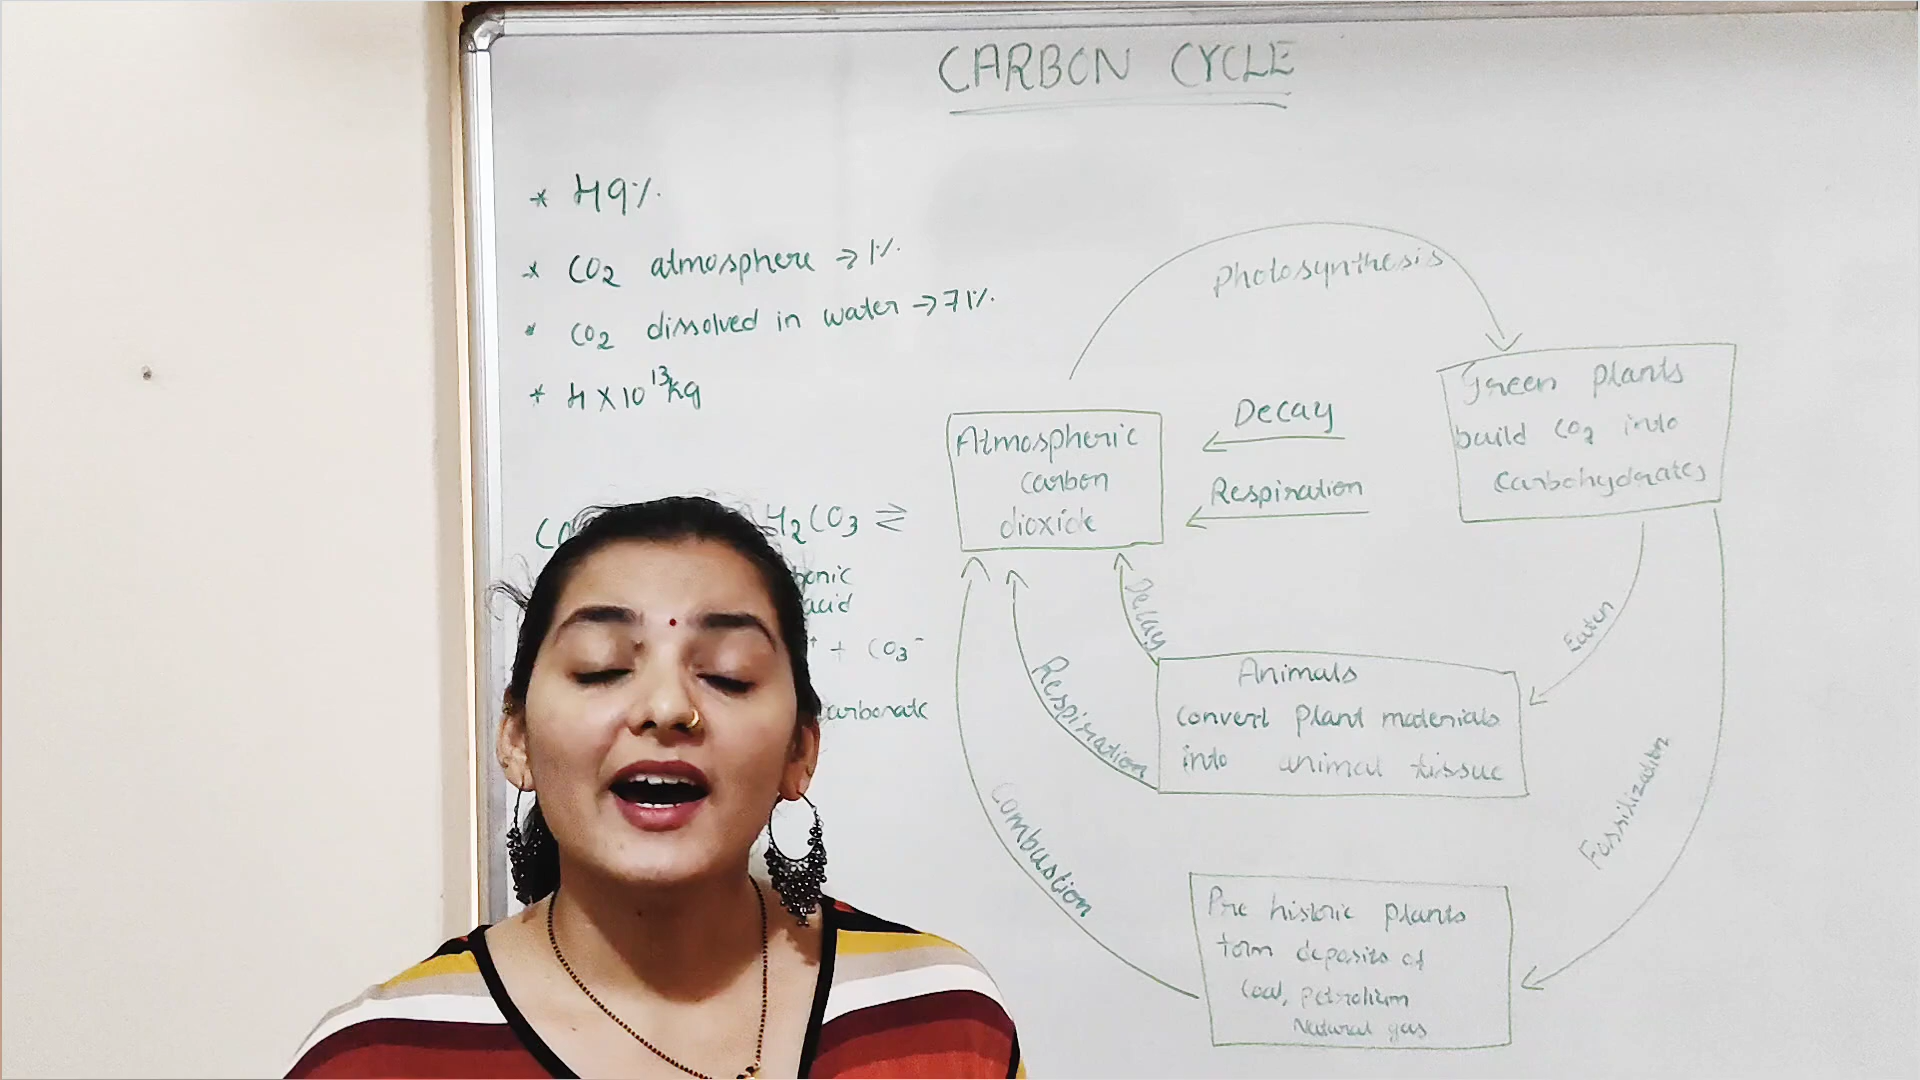 CARBON CYCLE
* 49%.
* CO2 atmosphere → 1%.
* CO2 dissolved in water → 71%.
* 4 X 10 13 kg
H2CO3 ⇌
acid
+ CO3-
Photosynthesis
Green plants
build CO2 into
Carbohydrates
Decay
Respiration
Atmospheric
carbon
dioxide
Decay
Respiration
Combustion
Eaten
Fossilization
Animals
convert plant materials
into animal tissue
Pre historic plants
form deposits of
Coal, petrolium
Natural gas